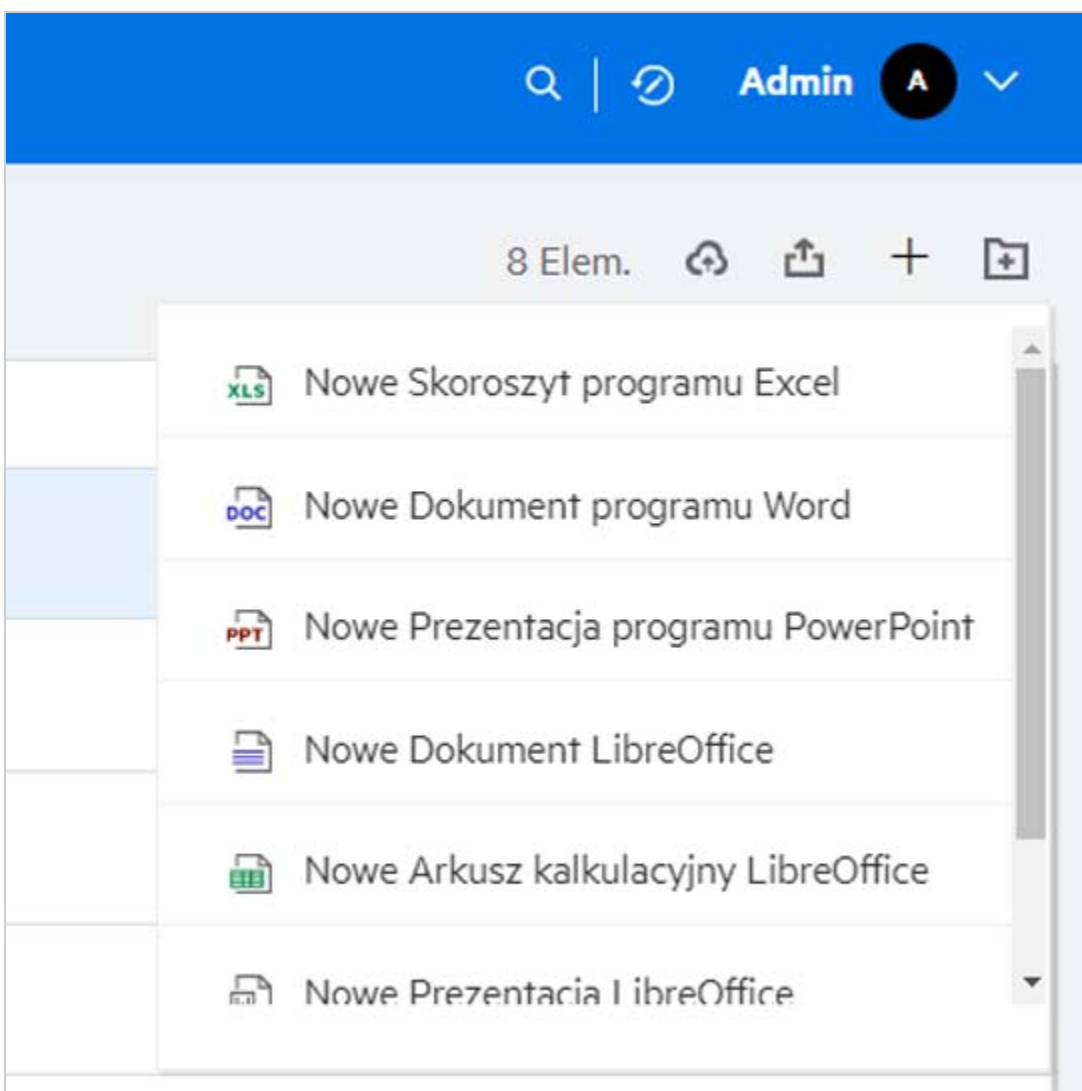 Admin
A
8 Elem.
XLS Nowe Skoroszyt programu Excel
DOC Nowe Dokument programu Word
PPT Nowe Prezentacja programu PowerPoint
Nowe Dokument LibreOffice
Nowe Arkusz kalkulacyjny LibreOffice
Nowe Prezentacja LibreOffice